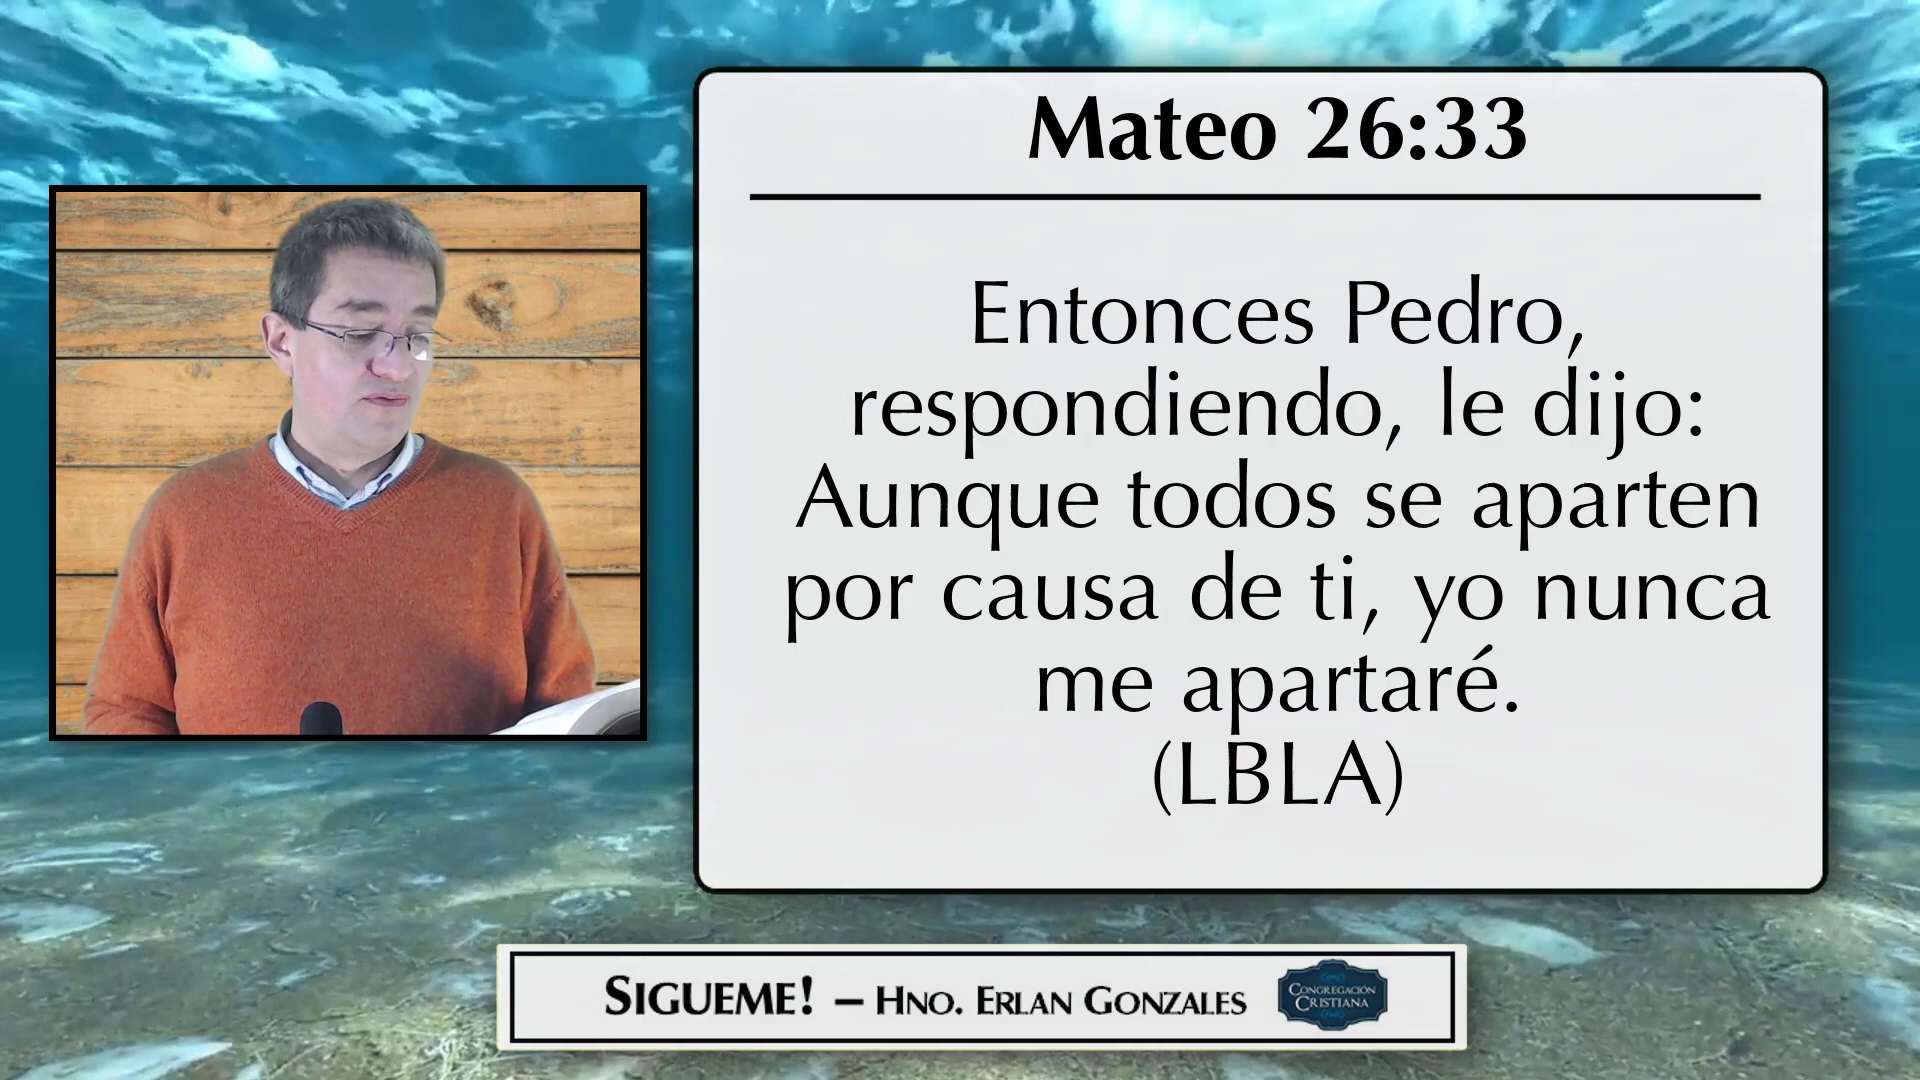 Mateo 26:33
Entonces Pedro,
respondiendo, le dijo:
Aunque todos se aparten
por causa de ti, yo nunca
me apartaré.
(LBLA)
SIGUEME! – HNO. ERLAN GONZALES
CONGREGACIÓN
CRISTIANA